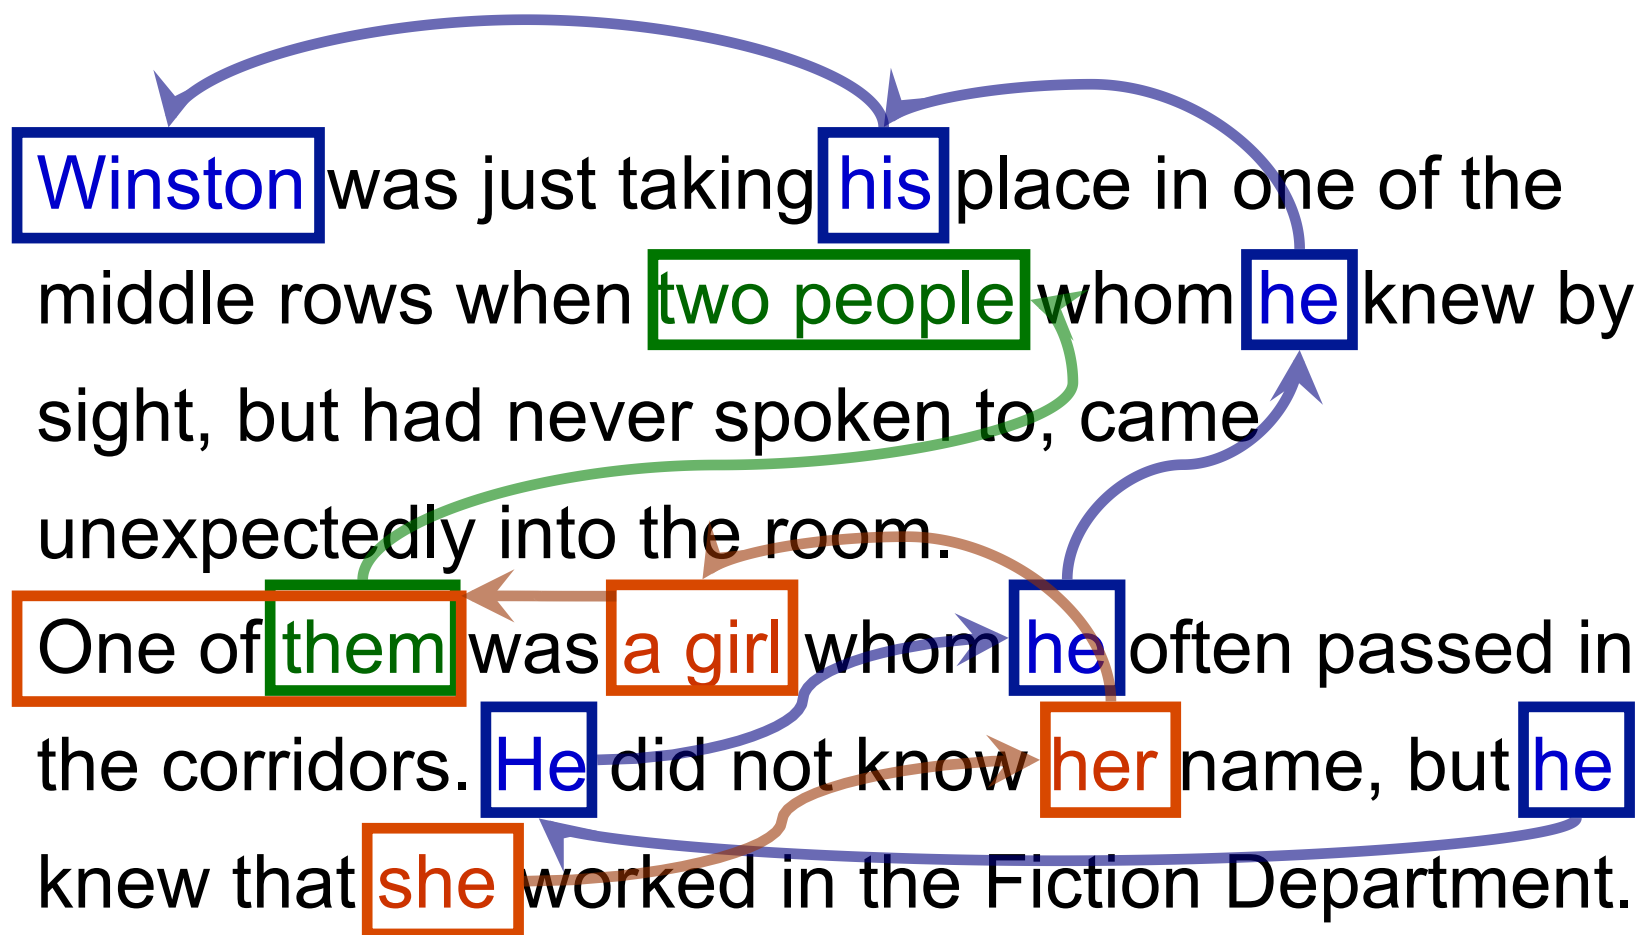 Winston was just taking his place in one of the
middle rows when two people whom he knew by
sight, but had never spoken to, came
unexpectedly into the room.
One of them was a girl whom he often passed in
the corridors. He did not know her name, but he
knew that she worked in the Fiction Department.